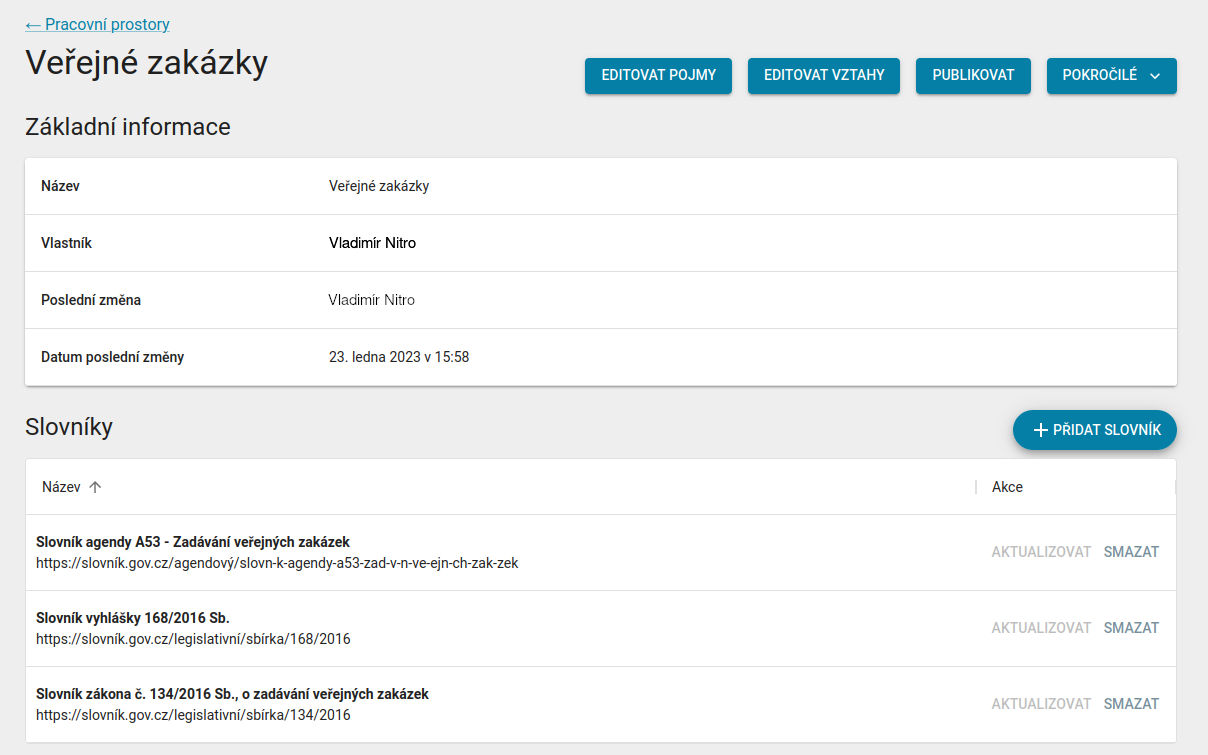 ← Pracovní prostory
Veřejné zakázky
EDITOVAT POJMY EDITOVAT VZTAHY PUBLIKOVAT POKROČILÉ
Základní informace
Název Veřejné zakázky
Vlastník Vladimír Nitro
Poslední změna Vladimír Nitro
Datum poslední změny 23. ledna 2023 v 15:58
Slovníky
+ PŘIDAT SLOVNÍK
Název ↑ Akce
Slovník agendy A53 - Zadávání veřejných zakázek
https://slovník.gov.cz/agendový/slovn-k-agendy-a53-zad-v-n-ve-ejn-ch-zak-zek
AKTUALIZOVAT SMAZAT
Slovník vyhlášky 168/2016 Sb.
https://slovník.gov.cz/legislativní/sbírka/168/2016
AKTUALIZOVAT SMAZAT
Slovník zákona č. 134/2016 Sb., o zadávání veřejných zakázek
https://slovník.gov.cz/legislativní/sbírka/134/2016
AKTUALIZOVAT SMAZAT